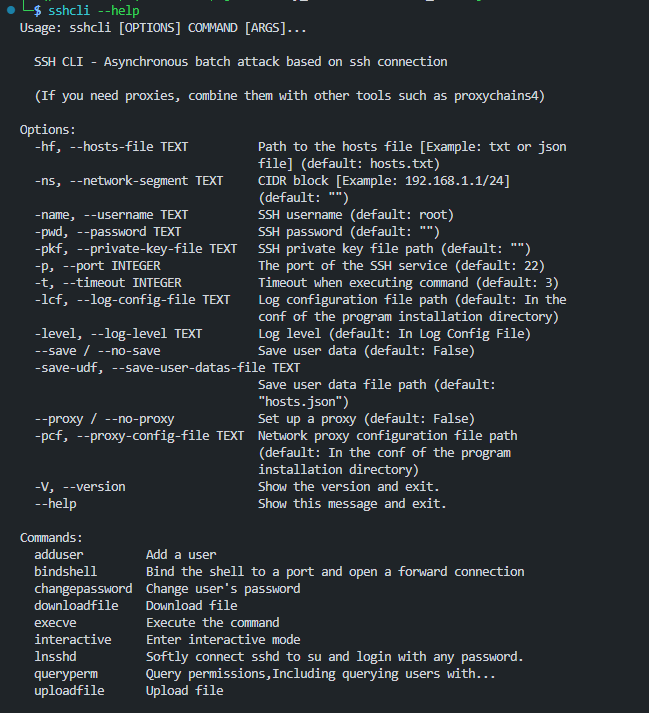 └─$ sshcli --help
Usage: sshcli [OPTIONS] COMMAND [ARGS]...
SSH CLI - Asynchronous batch attack based on ssh connection
(If you need proxies, combine them with other tools such as proxychains4)
Options:
-hf, --hosts-file TEXT Path to the hosts file [Example: txt or json
file] (default: hosts.txt)
-ns, --network-segment TEXT CIDR block [Example: 192.168.1.1/24]
(default: "")
-name, --username TEXT SSH username (default: root)
-pwd, --password TEXT SSH password (default: "")
-pkf, --private-key-file TEXT SSH private key file path (default: "")
-p, --port INTEGER The port of the SSH service (default: 22)
-t, --timeout INTEGER Timeout when executing command (default: 3)
-lcf, --log-config-file TEXT Log configuration file path (default: In the
conf of the program installation directory)
-level, --log-level TEXT Log level (default: In Log Config File)
--save / --no-save Save user data (default: False)
-save-udf, --save-user-datas-file TEXT
Save user data file path (default:
"hosts.json")
--proxy / --no-proxy Set up a proxy (default: False)
-pcf, --proxy-config-file TEXT Network proxy configuration file path
(default: In the conf of the program
installation directory)
-V, --version Show the version and exit.
--help Show this message and exit.
Commands:
adduser Add a user
bindshell Bind the shell to a port and open a forward connection
changepassword Change user's password
downloadfile Download file
execve Execute the command
interactive Enter interactive mode
lnsshd Softly connect sshd to su and login with any password.
queryperm Query permissions,Including querying users with...
uploadfile Upload file